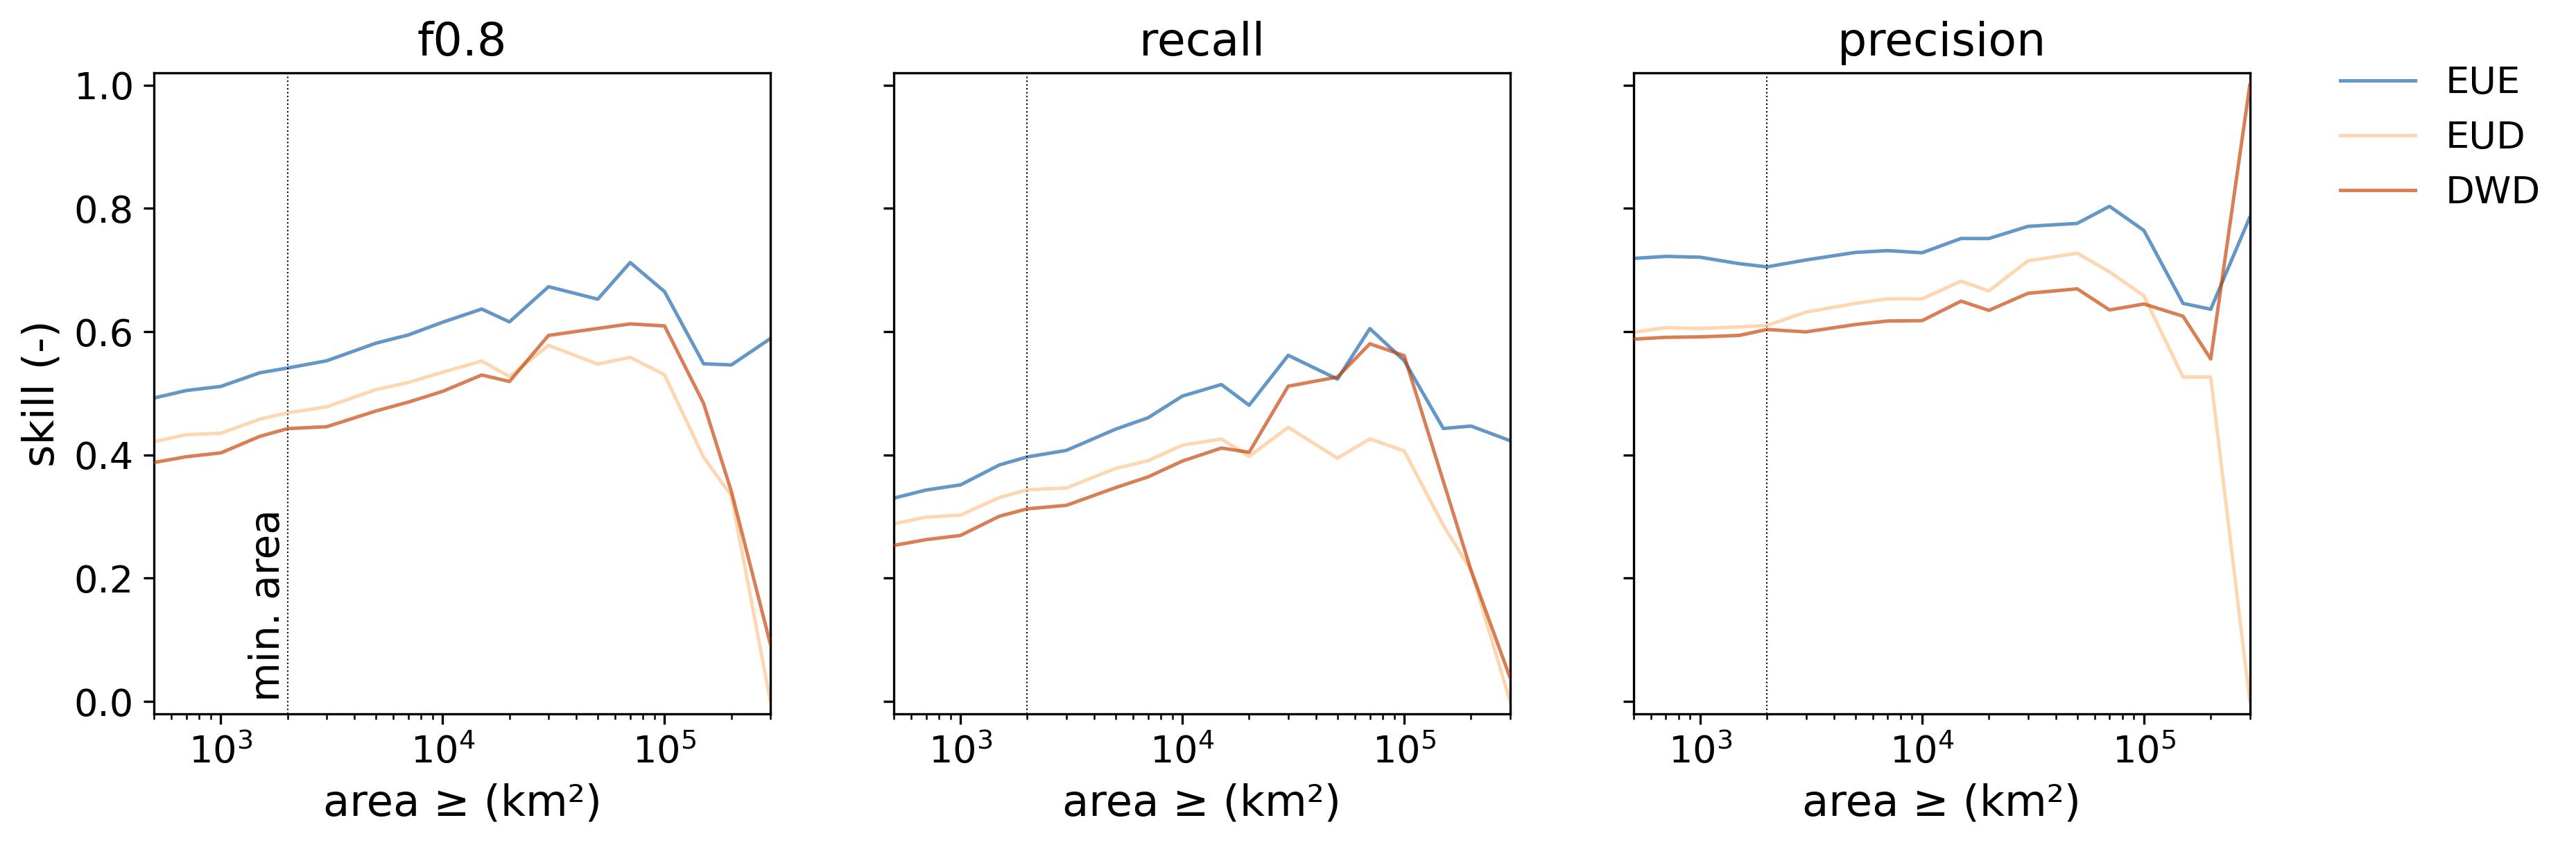 f0.8
recall
precision
1.0
0.8
0.6
0.4
0.2
0.0
skill (-)
min. area
10³ 10⁴ 10⁵
10³ 10⁴ 10⁵
10³ 10⁴ 10⁵
area ≥ (km²)
area ≥ (km²)
area ≥ (km²)
EUE
EUD
DWD